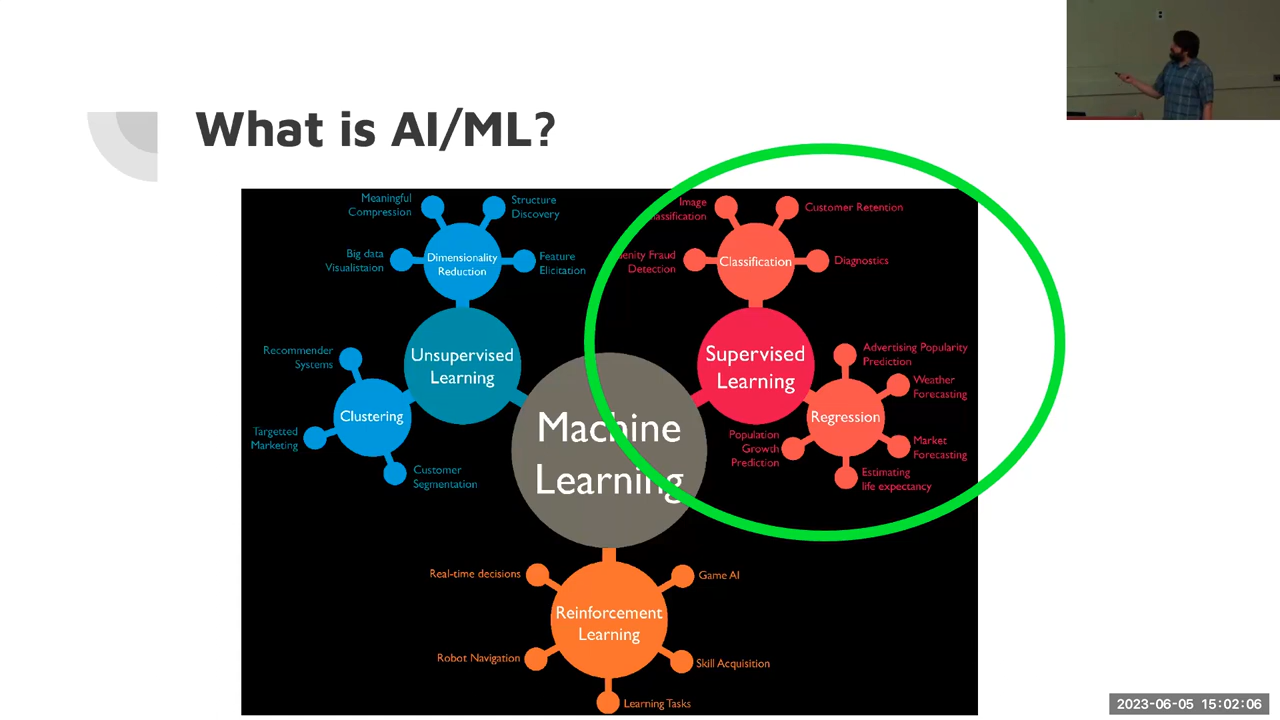 What is AI/ML?
Meaningful
Compression
Structure
Discovery
Big data
Visualistaion
Dimensionality
Reduction
Feature
Elicitation
Image
Customer Retention
Fraud
Detection
Classification
Diagnostics
Recommender
Systems
Unsupervised
Learning
Supervised
Learning
Advertising Popularity
Prediction
Weather
Forecasting
Clustering
Regression
Targetted
Marketing
Machine
Learning
Population
Growth
Prediction
Market
Forecasting
Customer
Segmentation
Estimating
life expectancy
Real-time decisions
Game AI
Reinforcement
Learning
Robot Navigation
Skill Acquisition
Learning Tasks
2023-06-05 15:02:06